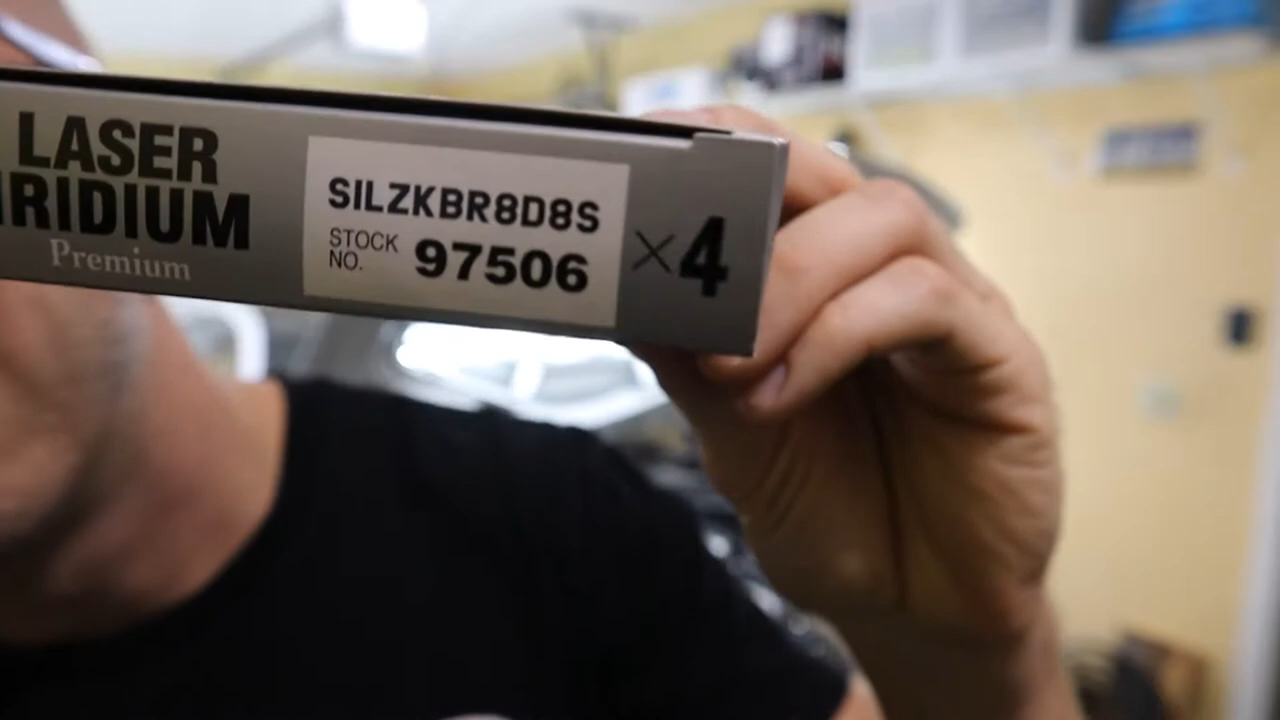 LASER
IRIDIUM
Premium
SILZKBR8D8S
STOCK
NO. 97506
×4